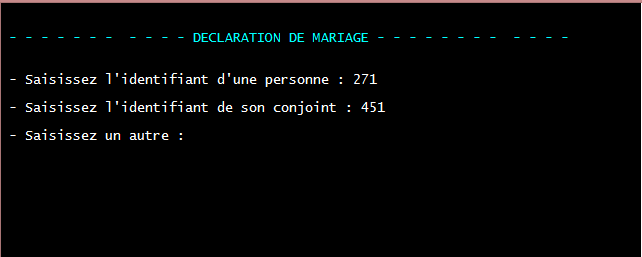 - - - - - - -  - - - - DECLARATION DE MARIAGE - - - - - - - -  - - - -
- Saisissez l'identifiant d'une personne : 271
- Saisissez l'identifiant de son conjoint : 451
- Saisissez un autre :